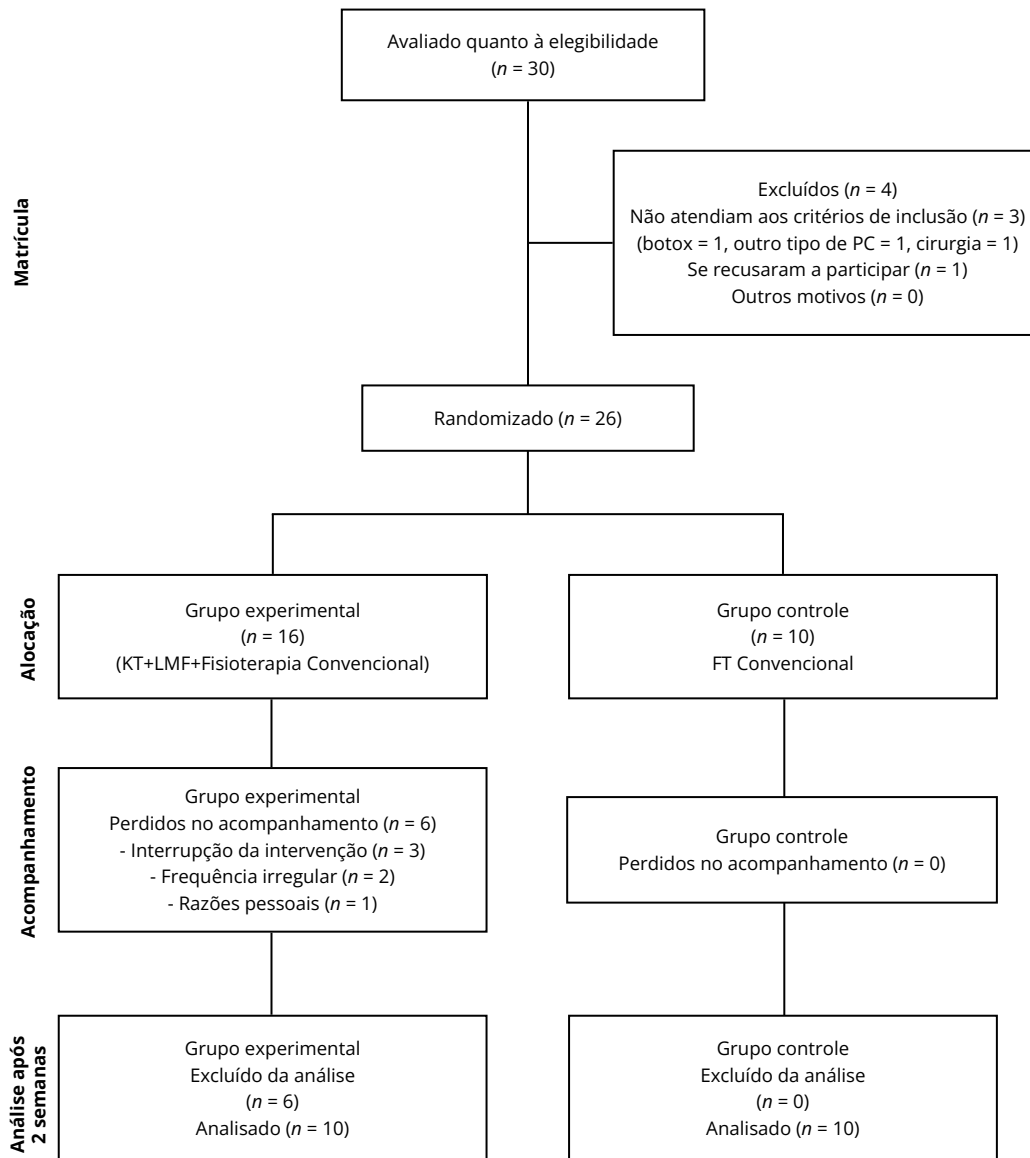 Avaliado quanto à elegibilidade
(n = 30)
Matrícula
Excluídos (n = 4)
Não atendiam aos critérios de inclusão (n = 3)
(botox = 1, outro tipo de PC = 1, cirurgia = 1)
Se recusaram a participar (n = 1)
Outros motivos (n = 0)
Randomizado (n = 26)
Alocação
Grupo experimental
(n = 16)
(KT+LMF+Fisioterapia Convencional)
Grupo controle
(n = 10)
FT Convencional
Acompanhamento
Grupo experimental
Perdidos no acompanhamento (n = 6)
- Interrupção da intervenção (n = 3)
- Frequência irregular (n = 2)
- Razões pessoais (n = 1)
Grupo controle
Perdidos no acompanhamento (n = 0)
Análise após
2 semanas
Grupo experimental
Excluído da análise
(n = 6)
Analisado (n = 10)
Grupo controle
Excluído da análise
(n = 0)
Analisado (n = 10)